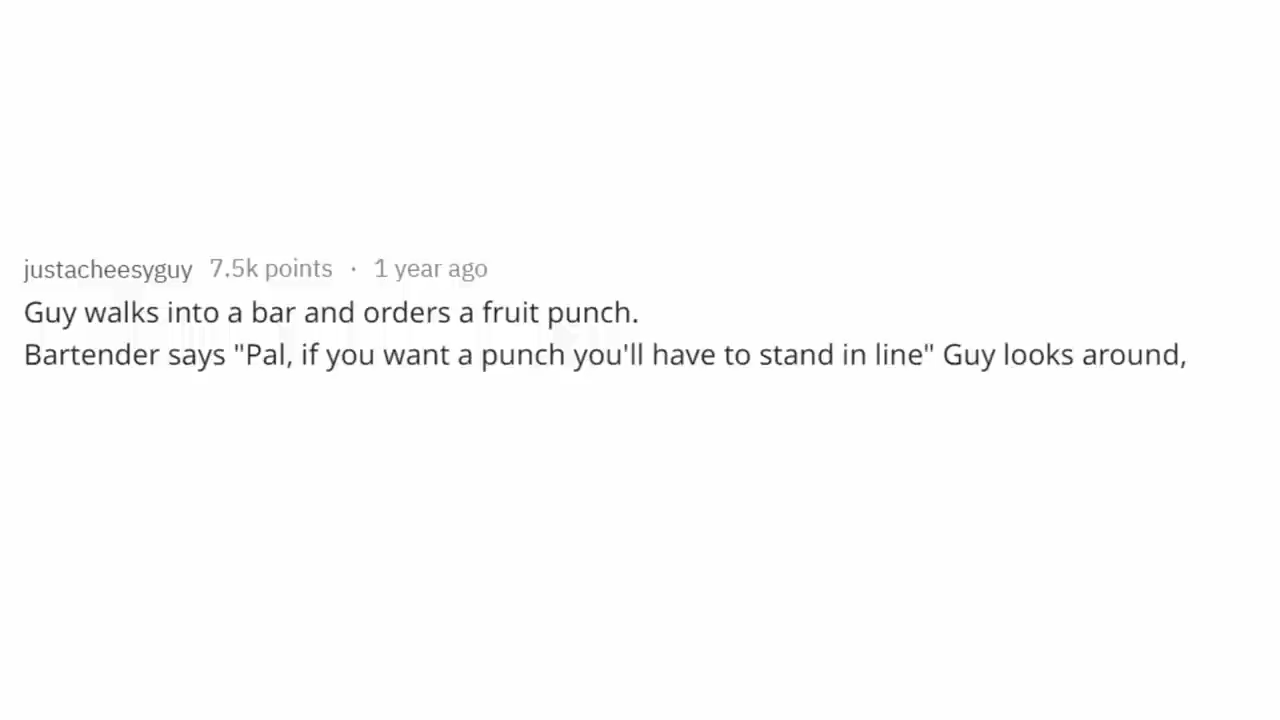 justacheesyguy 7.5k points · 1 year ago
Guy walks into a bar and orders a fruit punch.
Bartender says "Pal, if you want a punch you'll have to stand in line" Guy looks around,